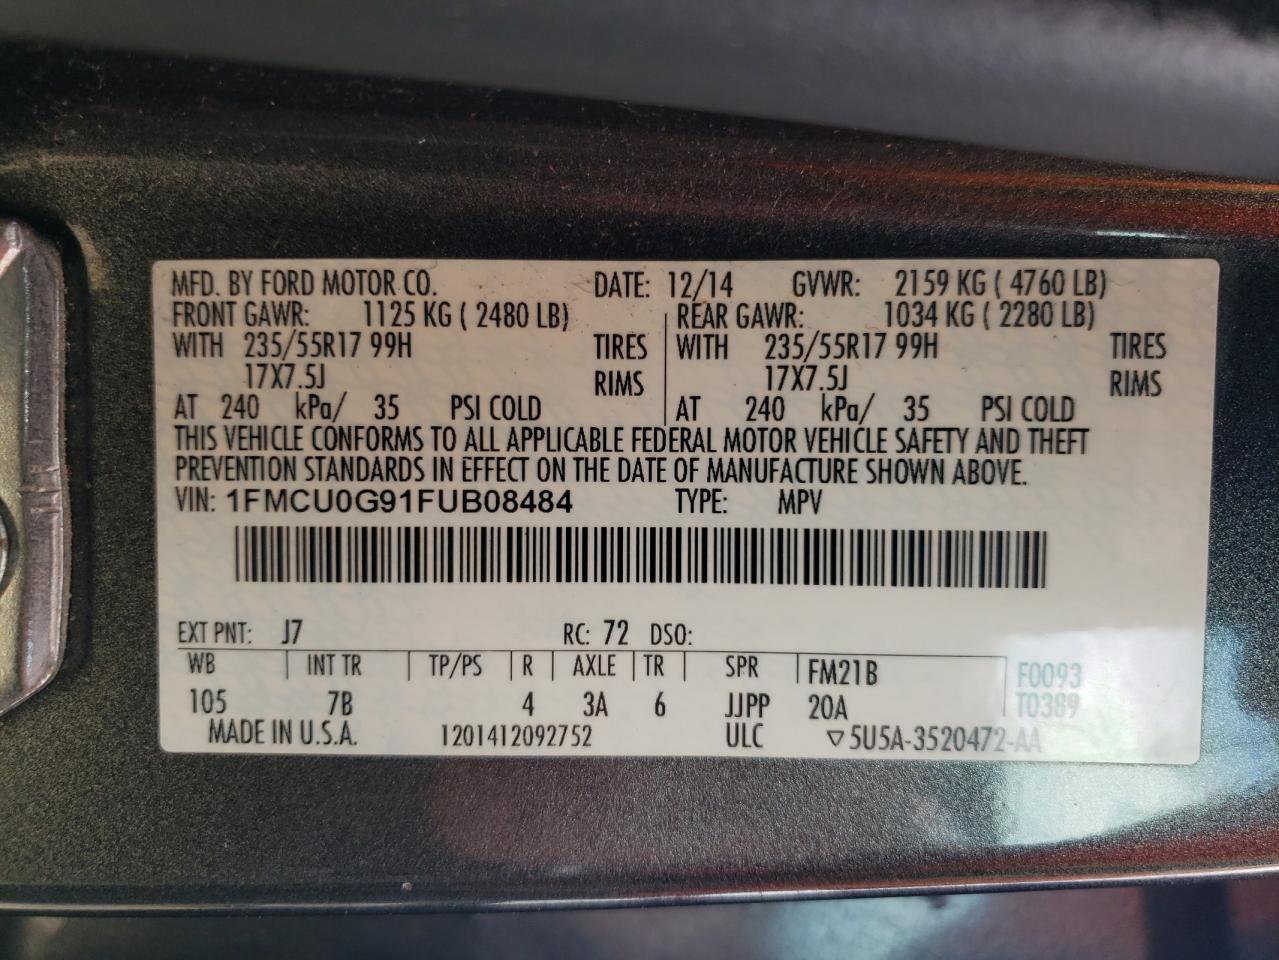 MFD. BY FORD MOTOR CO. DATE: 12/14 GVWR: 2159 KG ( 4760 LB)
FRONT GAWR: 1125 KG ( 2480 LB) REAR GAWR: 1034 KG ( 2280 LB)
WITH 235/55R17 99H TIRES WITH 235/55R17 99H TIRES
17X7.5J RIMS 17X7.5J RIMS
AT 240 kPa/ 35 PSI COLD AT 240 kPa/ 35 PSI COLD
THIS VEHICLE CONFORMS TO ALL APPLICABLE FEDERAL MOTOR VEHICLE SAFETY AND THEFT
PREVENTION STANDARDS IN EFFECT ON THE DATE OF MANUFACTURE SHOWN ABOVE.
VIN: 1FMCU0G91FUB08484 TYPE: MPV
EXT PNT: J7 RC: 72 DSO:
WB INT TR TP/PS R AXLE TR SPR FM21B F0093
105 7B 4 3A 6 JJPP 20A T0389
MADE IN U.S.A. 1201412092752 ULC ▽5U5A-3520472-AA